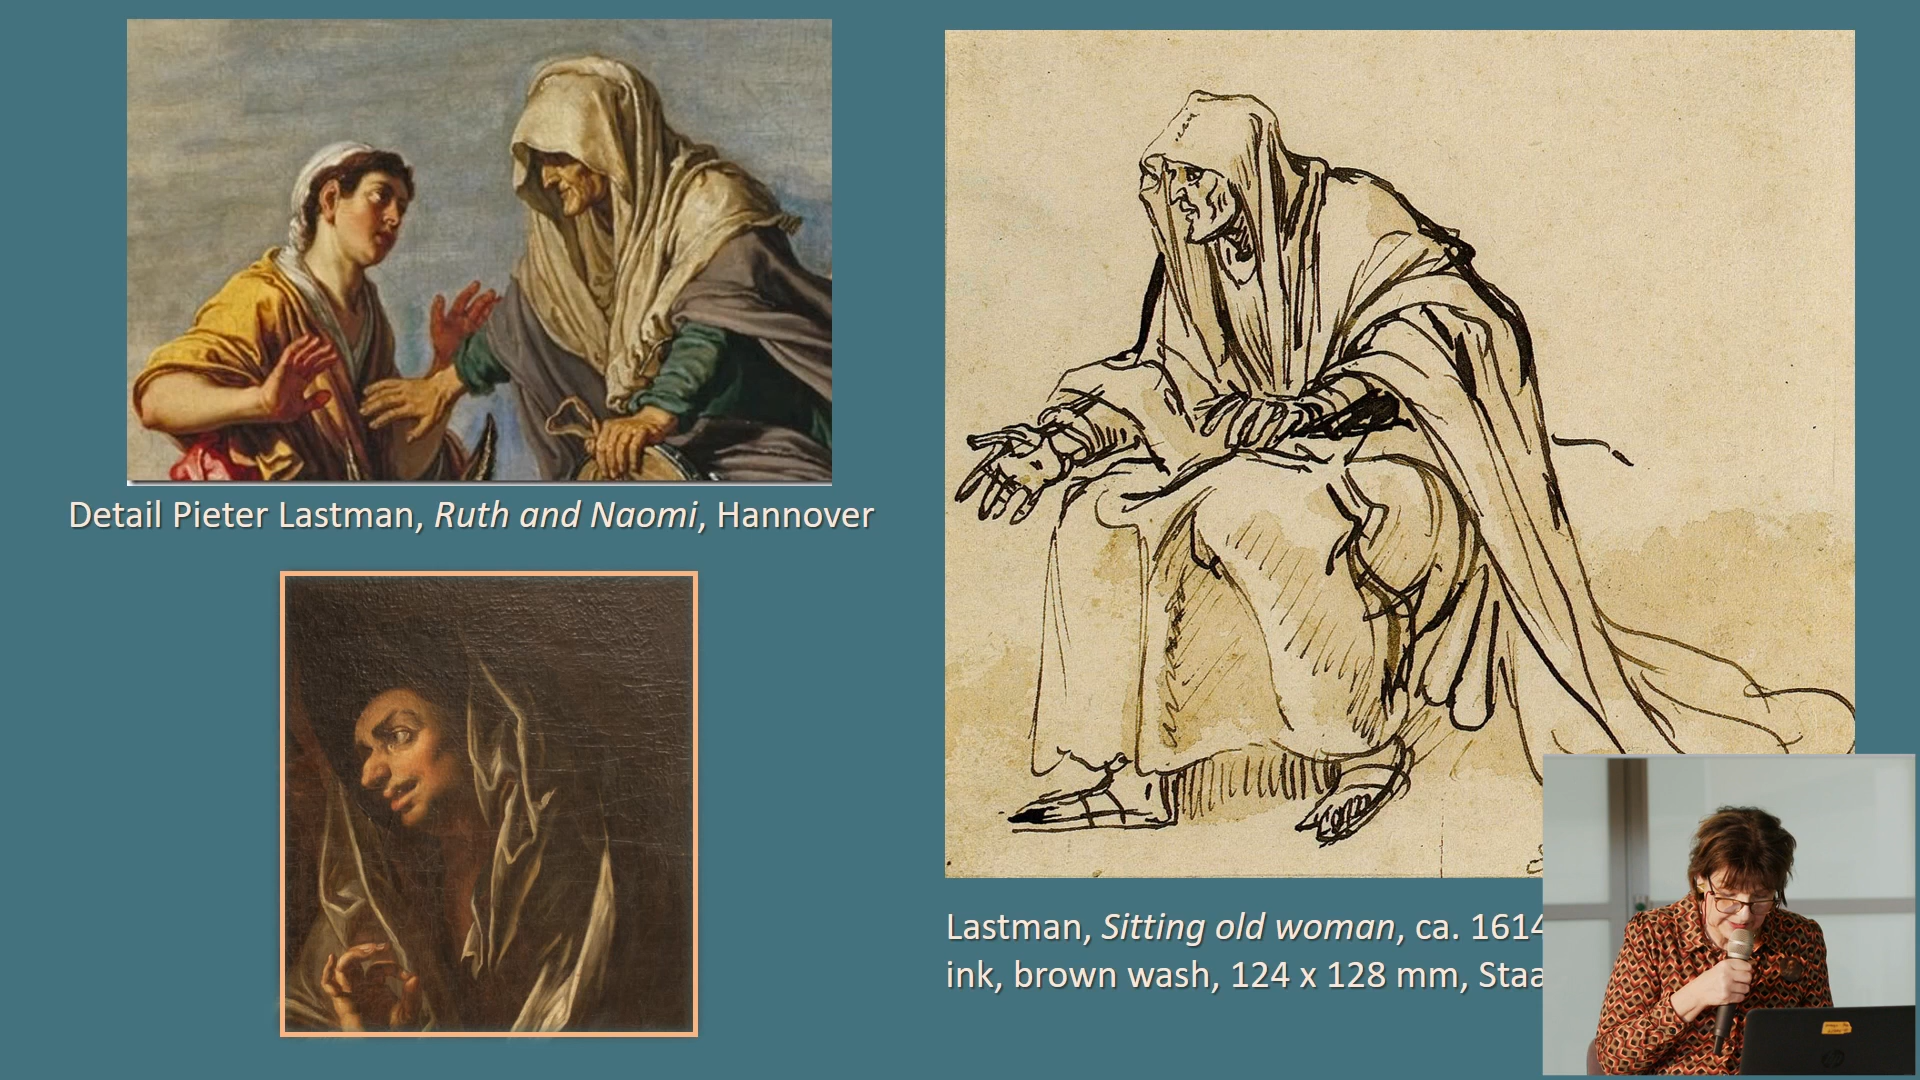 Detail Pieter Lastman, Ruth and Naomi, Hannover
Lastman, Sitting old woman, ca. 1614
ink, brown wash, 124 x 128 mm,